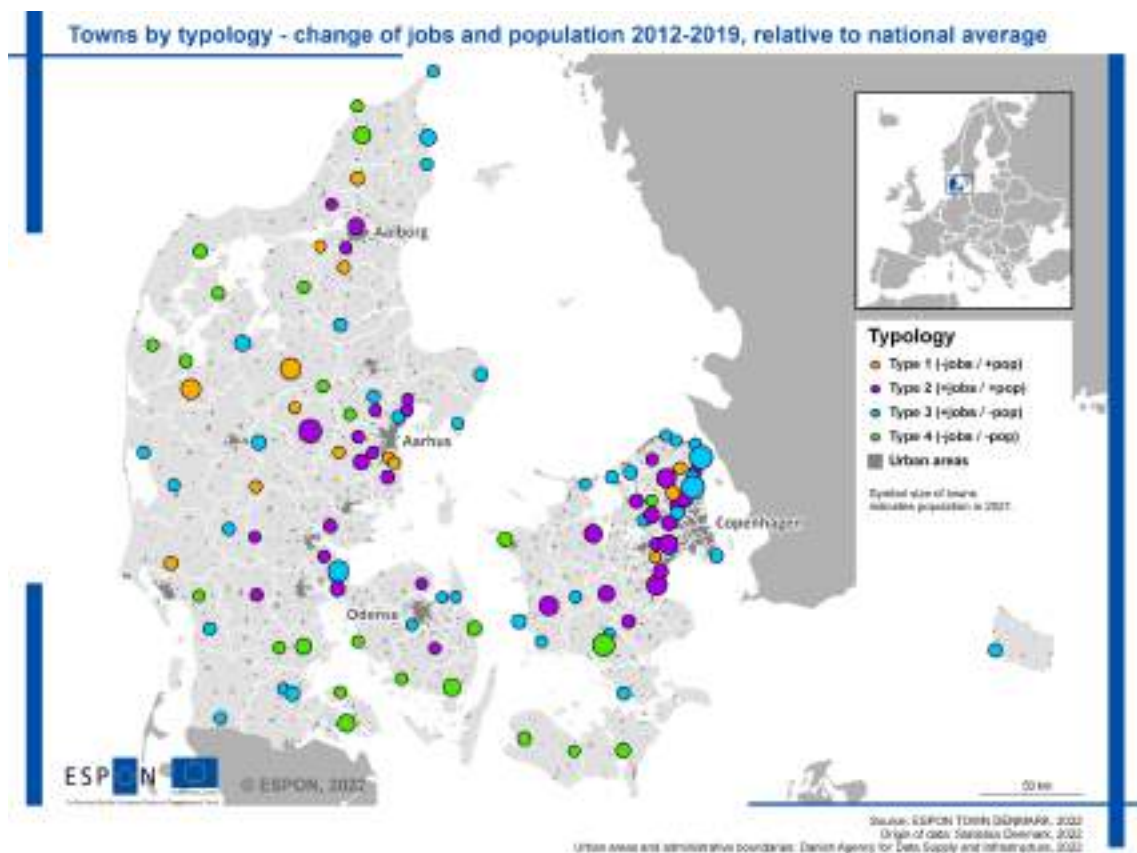 Towns by typology - change of jobs and population 2012-2019, relative to national average
Aalborg
Aarhus
Copenhagen
Odense
Typology
Type 1 (-jobs / +pop)
Type 2 (+jobs / +pop)
Type 3 (+jobs / -pop)
Type 4 (-jobs / -pop)
Urban areas
Symbol size of towns
indicates population in 2021.
ESPON
© ESPON, 2022
50 km
Source: ESPON TOWN DENMARK, 2022
Origin of data: Statistics Denmark, 2022
Urban areas and administrative boundaries: Danish Agency for Data Supply and Infrastructure, 2022